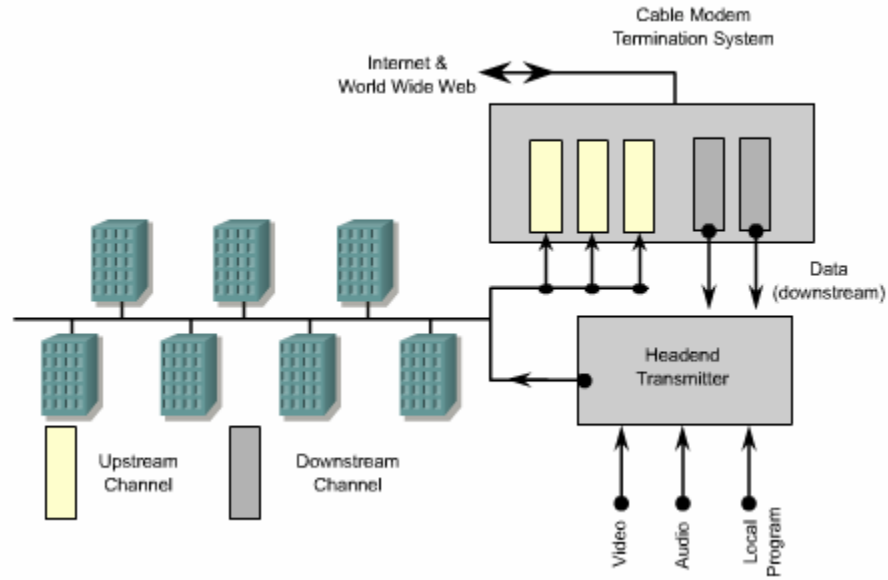 Cable Modem
Termination System
Internet &
World Wide Web
Data
(downstream)
Headend
Transmitter
Upstream
Channel
Downstream
Channel
Video
Audio
Local
Program